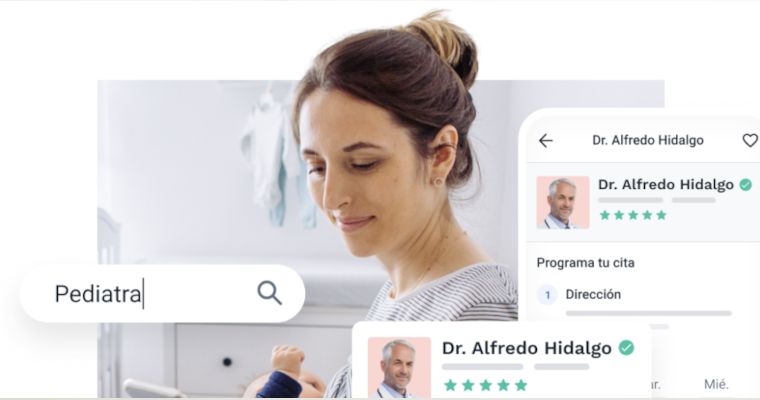 Dr. Alfredo Hidalgo
Dr. Alfredo Hidalgo
Programa tu cita
1 Dirección
Pediatra
Dr. Alfredo Hidalgo
Mié.